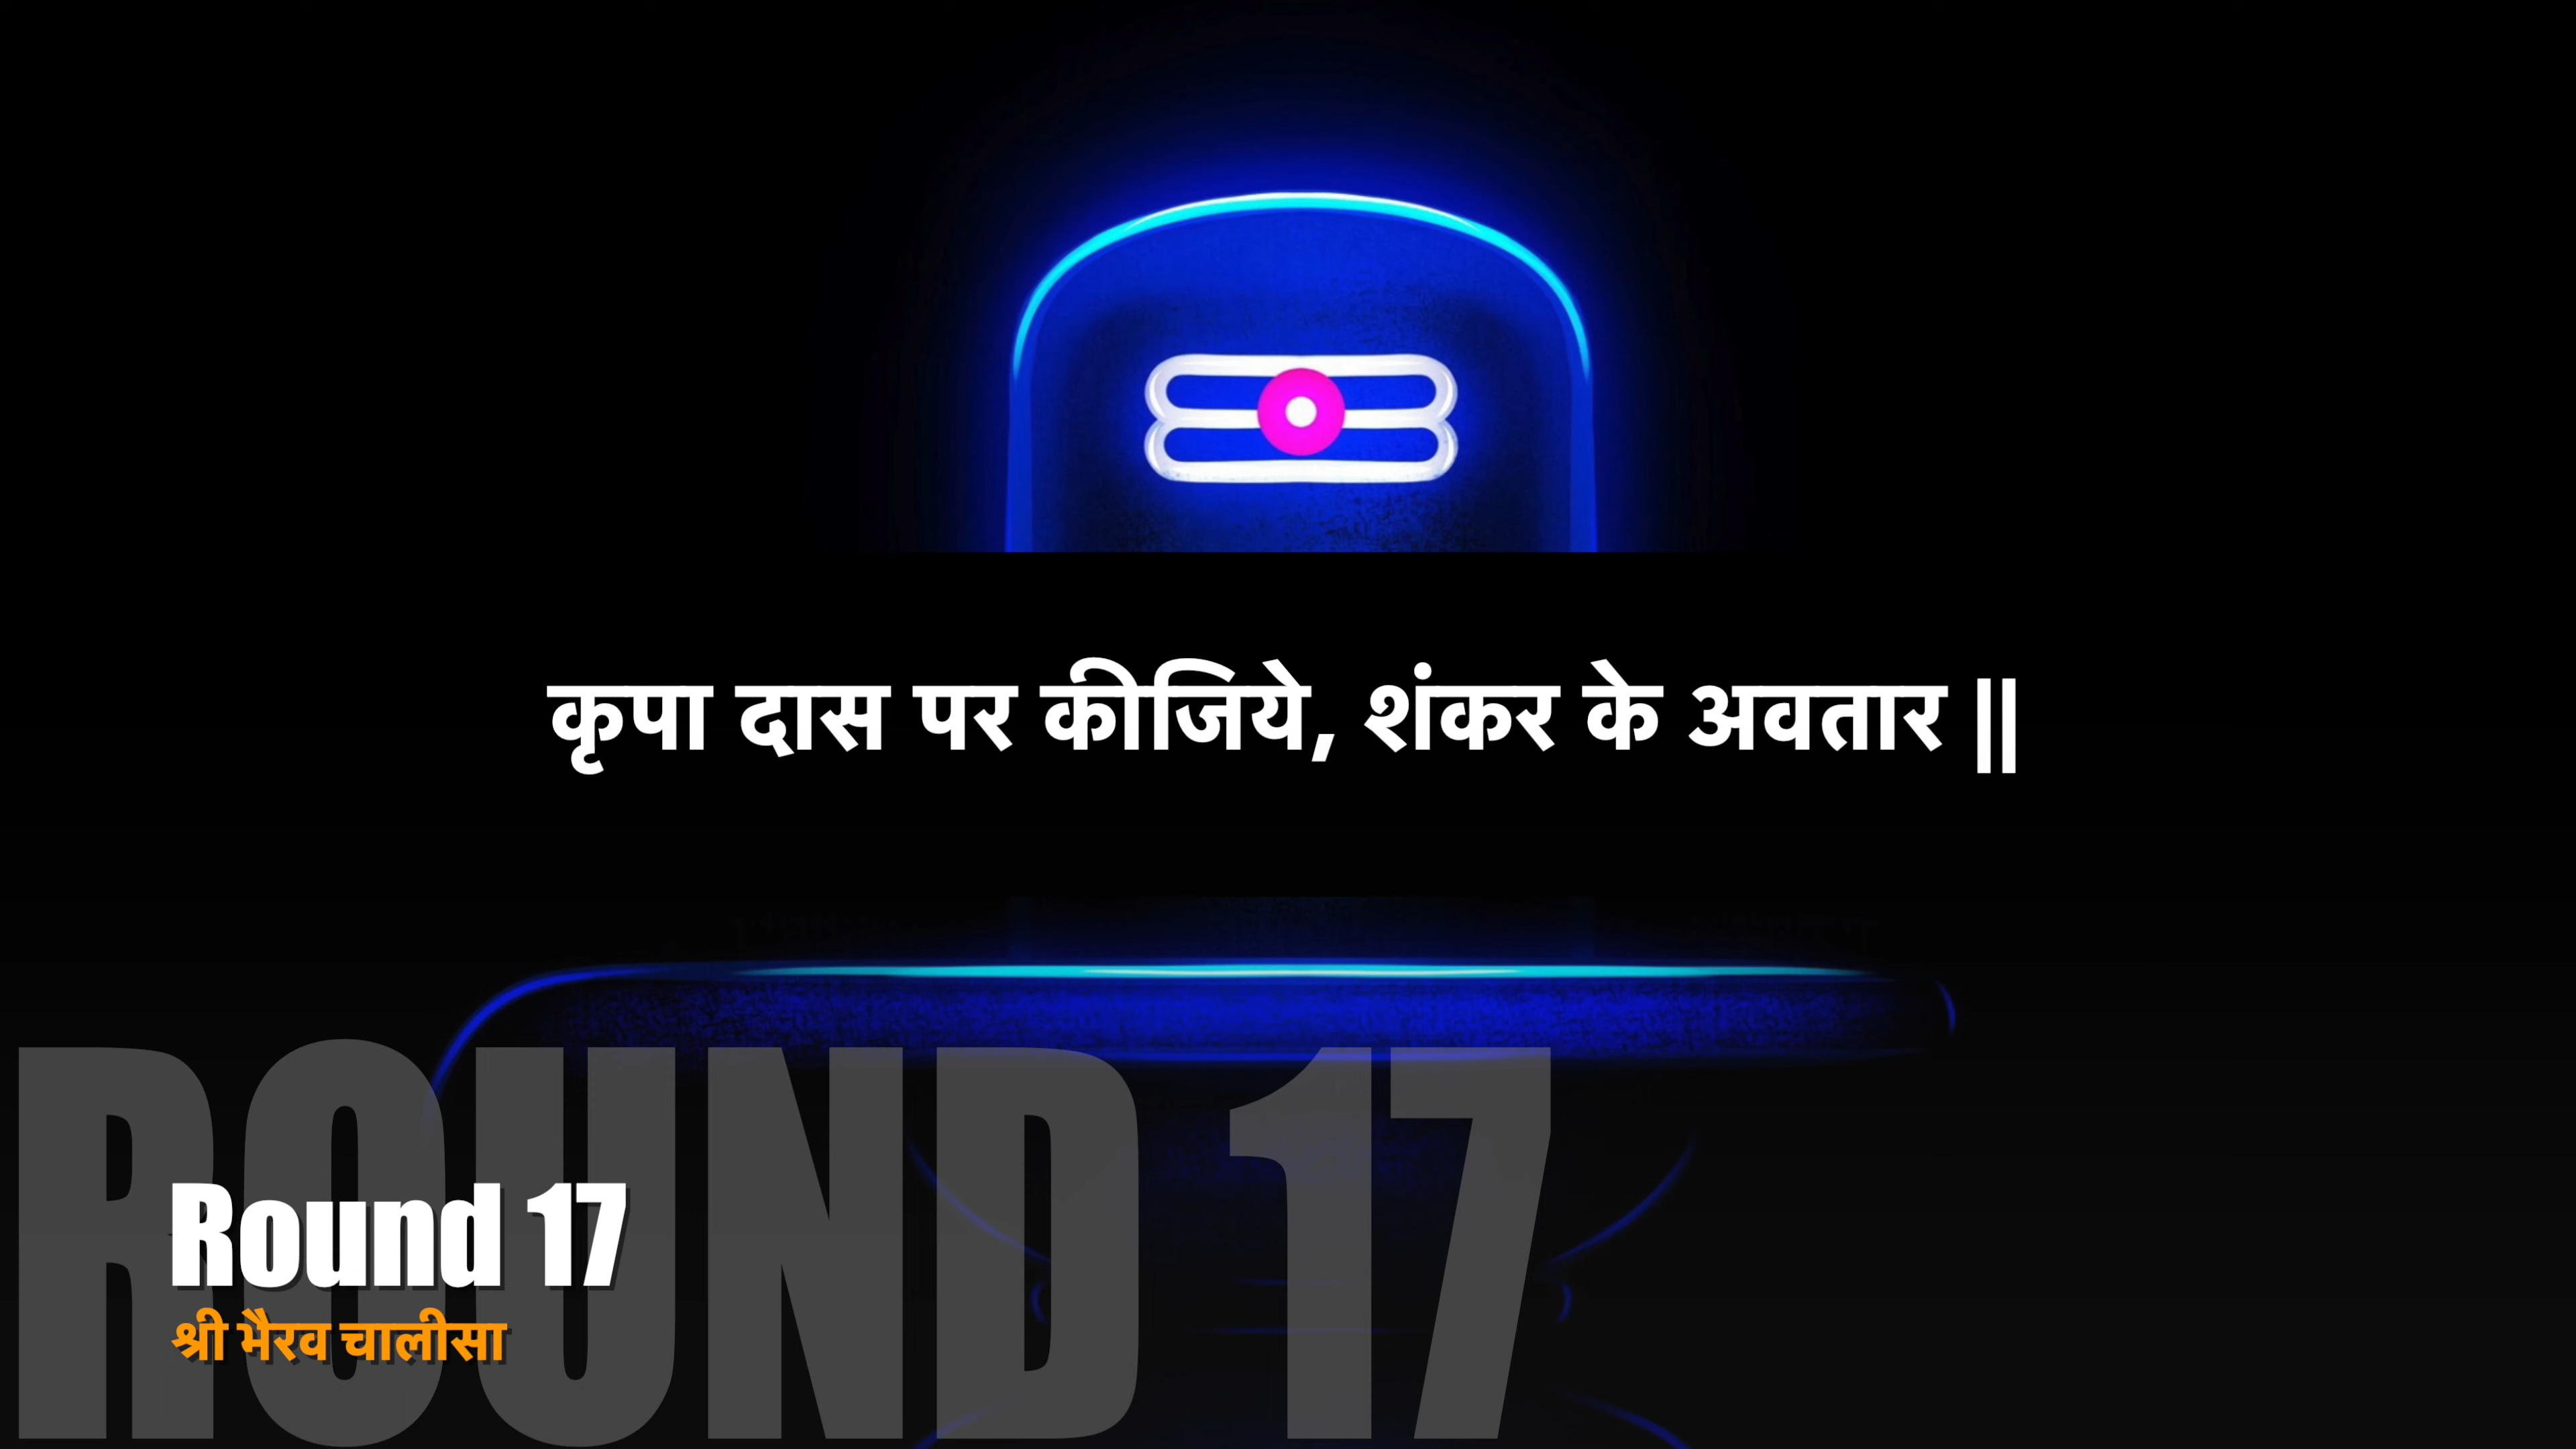 कृपा दास पर कीजिये, शंकर के अवतार ||
ROUND 17
Round 17
श्री भैरव चालीसा